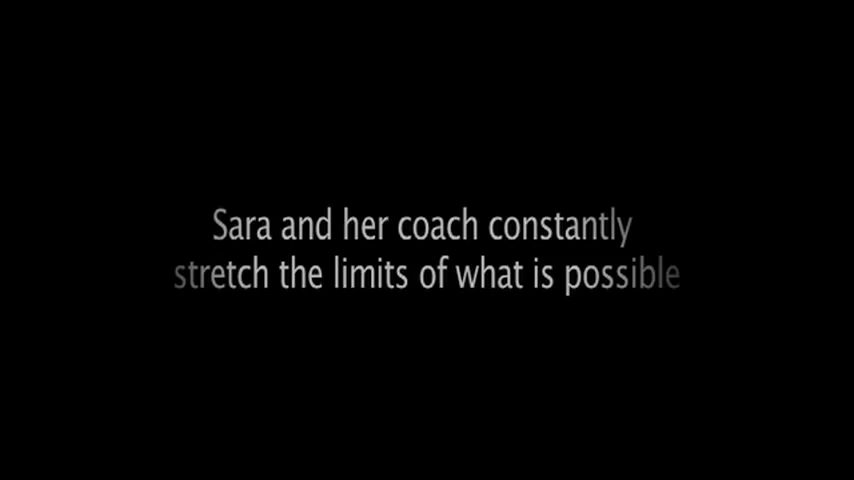 Sara and her coach constantly
stretch the limits of what is possible